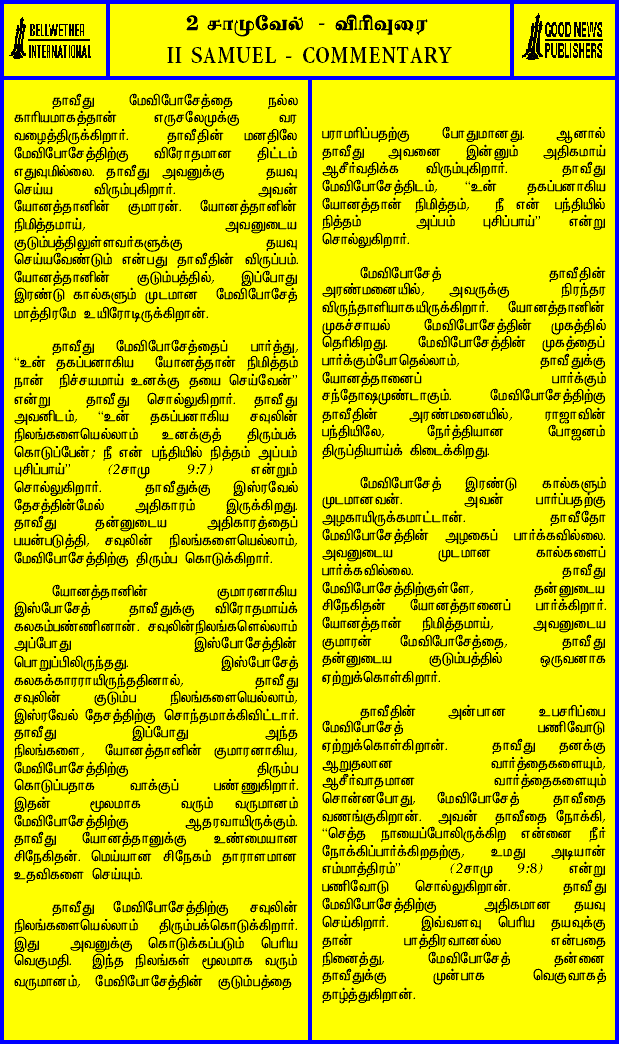 BELLWETHER
INTERNATIONAL
2 சாமுவேல் - விரிவுரை
II SAMUEL - COMMENTARY
GOOD NEWS
PUBLISHERS
தாவீது மேவிபோசேத்தை நல்ல
காரியமாகத்தான் எருசலேமுக்கு வர
வழைத்திருக்கிறார். தாவீதின் மனதிலே
மேவிபோசேத்திற்கு விரோதமான திட்டம்
எதுவுமில்லை. தாவீது அவனுக்கு தயவு
செய்ய விரும்புகிறார். அவன்
யோனத்தானின் குமாரன். யோனத்தானின்
நிமித்தமாய், அவனுடைய
குடும்பத்திலுள்ளவர்களுக்கு தயவு
செய்யவேண்டும் என்பது தாவீதின் விருப்பம்.
யோனத்தானின் குடும்பத்தில், இப்போது
இரண்டு கால்களும் முடமான மேவிபோசேத்
மாத்திரமே உயிரோடிருக்கிறான்.
தாவீது மேவிபோசேத்தைப் பார்த்து,
“உன் தகப்பனாகிய யோனத்தான் நிமித்தம்
நான் நிச்சயமாய் உனக்கு தயை செய்வேன்”
என்று தாவீது சொல்லுகிறார். தாவீது
அவனிடம், “உன் தகப்பனாகிய சவுலின்
நிலங்களையெல்லாம் உனக்குத் திரும்பக்
கொடுப்பேன்; நீ என் பந்தியில் நித்தம் அப்பம்
புசிப்பாய்” (2சாமு 9:7) என்றும்
சொல்லுகிறார். தாவீதுக்கு இஸ்ரவேல்
தேசத்தின்மேல் அதிகாரம் இருக்கிறது.
தாவீது தன்னுடைய அதிகாரத்தைப்
பயன்படுத்தி, சவுலின் நிலங்களையெல்லாம்,
மேவிபோசேத்திற்கு திரும்ப கொடுக்கிறார்.
யோனத்தானின் குமாரனாகிய
இஸ்போசேத் தாவீதுக்கு விரோதமாய்க்
கலகம்பண்ணினான். சவுலின்நிலங்களெல்லாம்
அப்போது இஸ்போசேத்தின்
பொறுப்பிலிருந்தது. இஸ்போசேத்
கலகக்காரராயிருந்ததினால், தாவீது
சவுலின் குடும்ப நிலங்களையெல்லாம்,
இஸ்ரவேல் தேசத்திற்கு சொந்தமாக்கிவிட்டார்.
தாவீது இப்போது அந்த
நிலங்களை, யோனத்தானின் குமாரனாகிய,
மேவிபோசேத்திற்கு திரும்ப
கொடுப்பதாக வாக்குப் பண்ணுகிறார்.
இதன் மூலமாக வரும் வருமானம்
மேவிபோசேத்திற்கு ஆதரவாயிருக்கும்.
தாவீது யோனத்தானுக்கு உண்மையான
சிநேகிதன். மெய்யான சிநேகம் தாராளமான
உதவிகளை செய்யும்.
தாவீது மேவிபோசேத்திற்கு சவுலின்
நிலங்களையெல்லாம் திரும்பக்கொடுக்கிறார்.
இது அவனுக்கு கொடுக்கப்படும் பெரிய
வெகுமதி. இந்த நிலங்கள் மூலமாக வரும்
வருமானம், மேவிபோசேத்தின் குடும்பத்தை
பராமரிப்பதற்கு போதுமானது. ஆனால்
தாவீது அவனை இன்னும் அதிகமாய்
ஆசீர்வதிக்க விரும்புகிறார். தாவீது
மேவிபோசேத்திடம், “உன் தகப்பனாகிய
யோனத்தான் நிமித்தம், நீ என் பந்தியில்
நித்தம் அப்பம் புசிப்பாய்” என்று
சொல்லுகிறார்.
மேவிபோசேத் தாவீதின்
அரண்மனையில், அவருக்கு நிரந்தர
விருந்தாளியாகயிருக்கிறார். யோனத்தானின்
முகச்சாயல் மேவிபோசேத்தின் முகத்தில்
தெரிகிறது. மேவிபோசேத்தின் முகத்தைப்
பார்க்கும்போதெல்லாம், தாவீதுக்கு
யோனத்தானைப் பார்க்கும்
சந்தோஷமுண்டாகும். மேவிபோசேத்திற்கு
தாவீதின் அரண்மனையில், ராஜாவின்
பந்தியிலே, நேர்த்தியான போஜனம்
திருப்தியாய்க் கிடைக்கிறது.
மேவிபோசேத் இரண்டு கால்களும்
முடமானவன். அவன் பார்ப்பதற்கு
அழகாயிருக்கமாட்டான். தாவீதோ
மேவிபோசேத்தின் அழகைப் பார்க்கவில்லை.
அவனுடைய முடமான கால்களைப்
பார்க்கவில்லை. தாவீது
மேவிபோசேத்திற்குள்ளே, தன்னுடைய
சிநேகிதன் யோனத்தானைப் பார்க்கிறார்.
யோனத்தான் நிமித்தமாய், அவனுடைய
குமாரன் மேவிபோசேத்தை, தாவீது
தன்னுடைய குடும்பத்தில் ஒருவனாக
ஏற்றுக்கொள்கிறார்.
தாவீதின் அன்பான உபசரிப்பை
மேவிபோசேத் பணிவோடு
ஏற்றுக்கொள்கிறான். தாவீது தனக்கு
ஆறுதலான வார்த்தைகளையும்,
ஆசீர்வாதமான வார்த்தைகளையும்
சொன்னபோது, மேவிபோசேத் தாவீதை
வணங்குகிறான். அவன் தாவீதை நோக்கி,
“செத்த நாயைப்போலிருக்கிற என்னை நீர்
நோக்கிப்பார்க்கிறதற்கு, உமது அடியான்
எம்மாத்திரம்” (2சாமு 9:8) என்று
பணிவோடு சொல்லுகிறான். தாவீது
மேவிபோசேத்திற்கு அதிகமான தயவு
செய்கிறார். இவ்வளவு பெரிய தயவுக்கு
தான் பாத்திரவானல்ல என்பதை
நினைத்து, மேவிபோசேத் தன்னை
தாவீதுக்கு முன்பாக வெகுவாகத்
தாழ்த்துகிறான்.